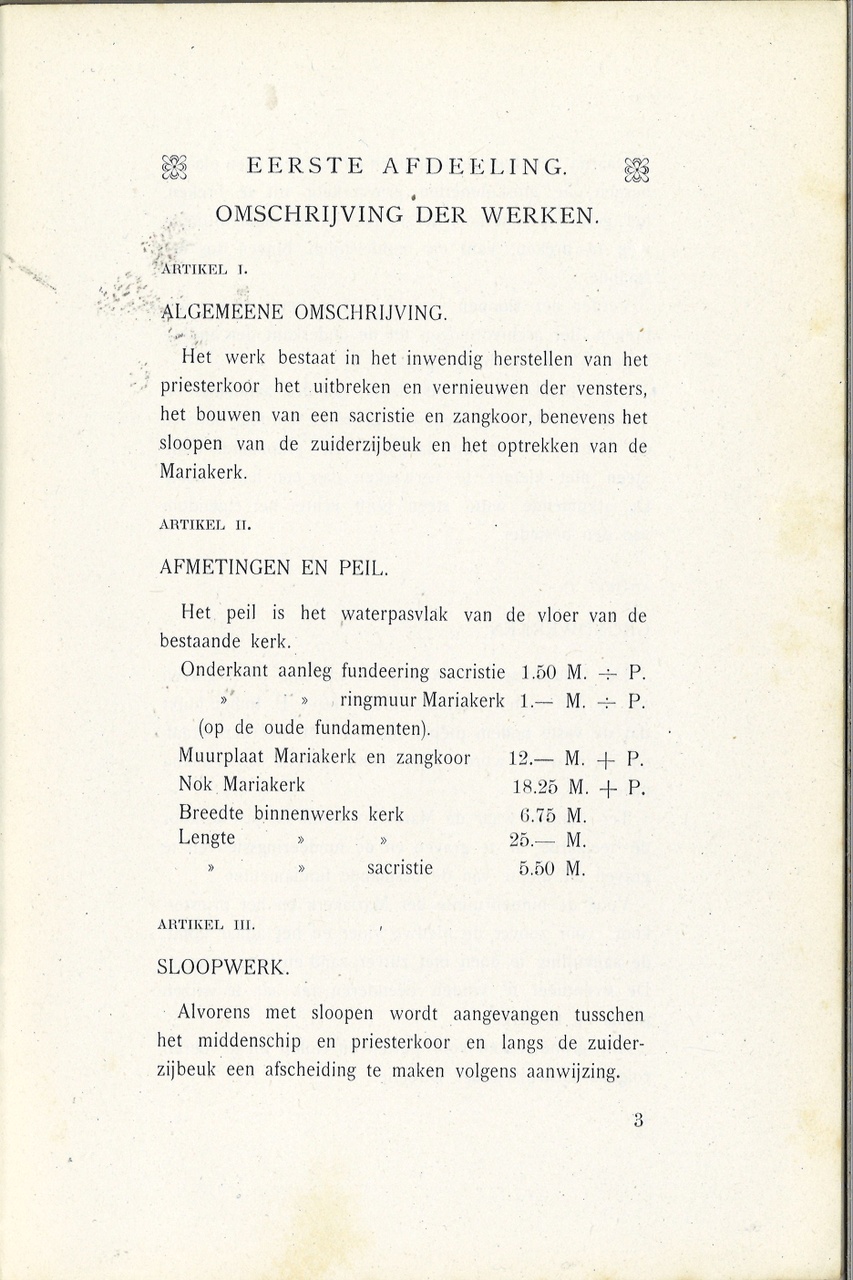 EERSTE AFDEELING.
OMSCHRIJVING DER WERKEN.
ARTIKEL I.
ALGEMEENE OMSCHRIJVING.
Het werk bestaat in het inwendig herstellen van het
priesterkoor het uitbreken en vernieuwen der vensters,
het bouwen van een sacristie en zangkoor, benevens het
sloopen van de zuiderzijbeuk en het optrekken van de
Mariakerk.
ARTIKEL II.
AFMETINGEN EN PEIL.
Het peil is het waterpasvlak van de vloer van de
bestaande kerk.
Onderkant aanleg fundeering sacristie 1.50 M. ÷ P.
» » ringmuur Mariakerk 1.— M. ÷ P.
(op de oude fundamenten).
Muurplaat Mariakerk en zangkoor 12.— M. + P.
Nok Mariakerk 18.25 M. + P.
Breedte binnenwerks kerk 6.75 M.
Lengte » » 25.— M.
» » sacristie 5.50 M.
ARTIKEL III.
SLOOPWERK.
Alvorens met sloopen wordt aangevangen tusschen
het middenschip en priesterkoor en langs de zuider-
zijbeuk een afscheiding te maken volgens aanwijzing.
3